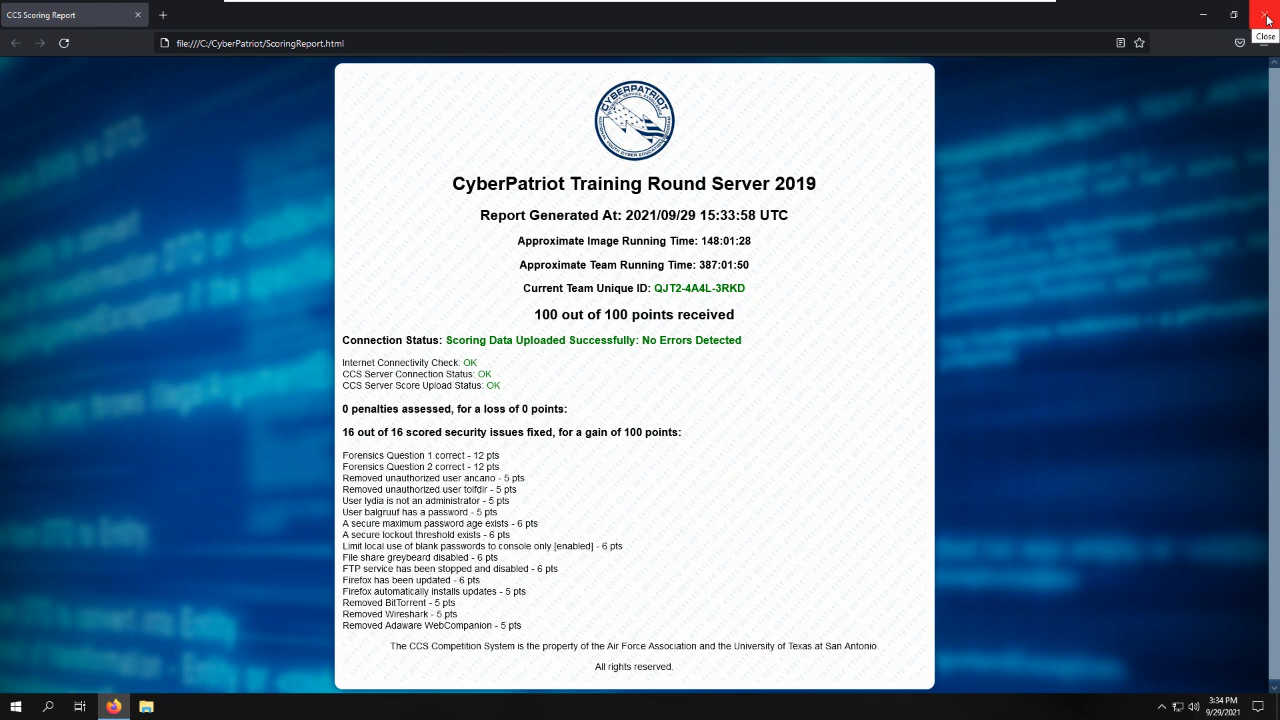 CCS Scoring Report
file:///C:/CyberPatriot/ScoringReport.html
Close
CYBERPATRIOT
NATIONAL YOUTH CYBER EDUCATION
CyberPatriot Training Round Server 2019
Report Generated At: 2021/09/29 15:33:58 UTC
Approximate Image Running Time: 148:01:28
Approximate Team Running Time: 387:01:50
Current Team Unique ID: QJT2-4A4L-3RKD
100 out of 100 points received
Connection Status: Scoring Data Uploaded Successfully: No Errors Detected
Internet Connectivity Check: OK
CCS Server Connection Status: OK
CCS Server Score Upload Status: OK
0 penalties assessed, for a loss of 0 points:
16 out of 16 scored security issues fixed, for a gain of 100 points:
Forensics Question 1 correct - 12 pts
Forensics Question 2 correct - 12 pts
Removed unauthorized user ancano - 5 pts
Removed unauthorized user tolfdir - 5 pts
User lydia is not an administrator - 5 pts
User balgruuf has a password - 5 pts
A secure maximum password age exists - 6 pts
A secure lockout threshold exists - 6 pts
Limit local use of blank passwords to console only [enabled] - 6 pts
File share greybeard disabled - 6 pts
FTP service has been stopped and disabled - 6 pts
Firefox has been updated - 6 pts
Firefox automatically installs updates - 5 pts
Removed BitTorrent - 5 pts
Removed Wireshark - 5 pts
Removed Adaware WebCompanion - 5 pts
The CCS Competition System is the property of the Air Force Association and the University of Texas at San Antonio.
All rights reserved.
3:34 PM
9/29/2021